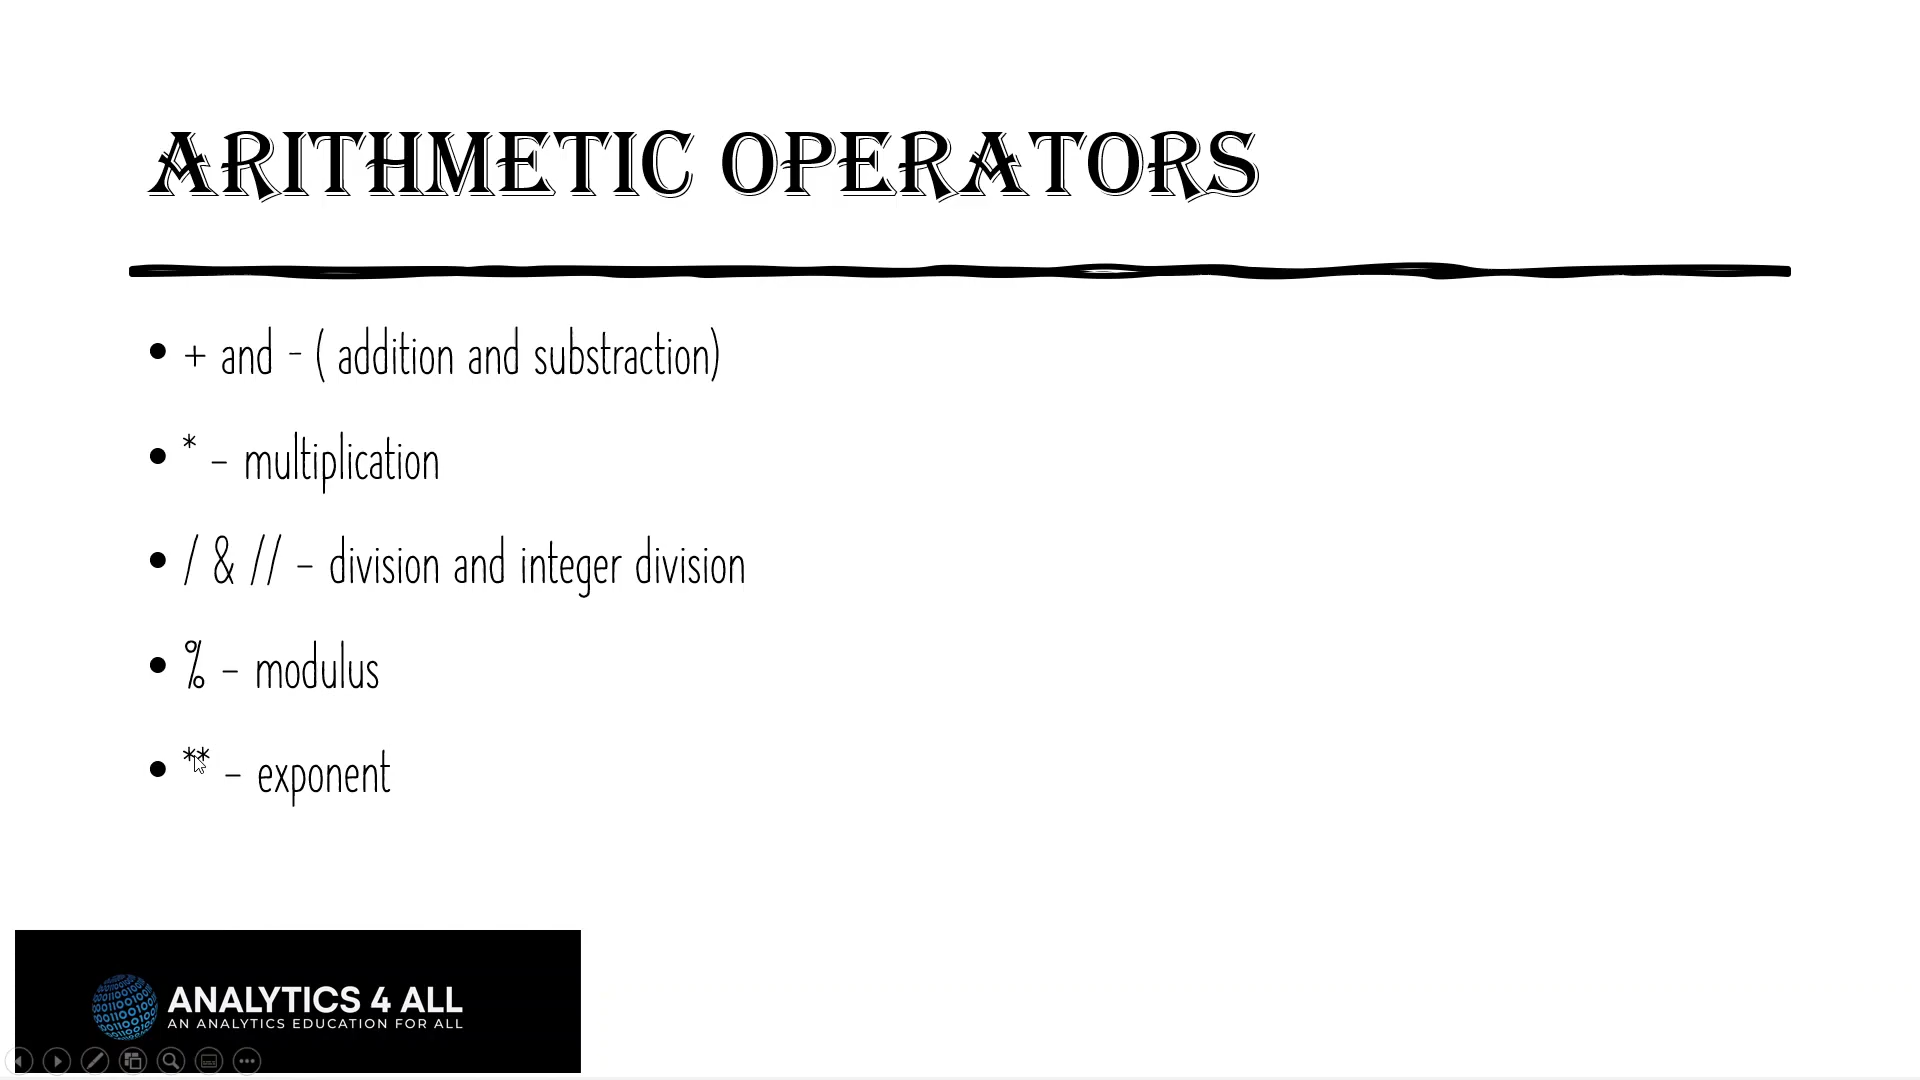 ARITHMETIC OPERATORS
• + and - ( addition and substraction)
• * – multiplication
• / & // – division and integer division
• % – modulus
• ** – exponent
ANALYTICS 4 ALL
AN ANALYTICS EDUCATION FOR ALL